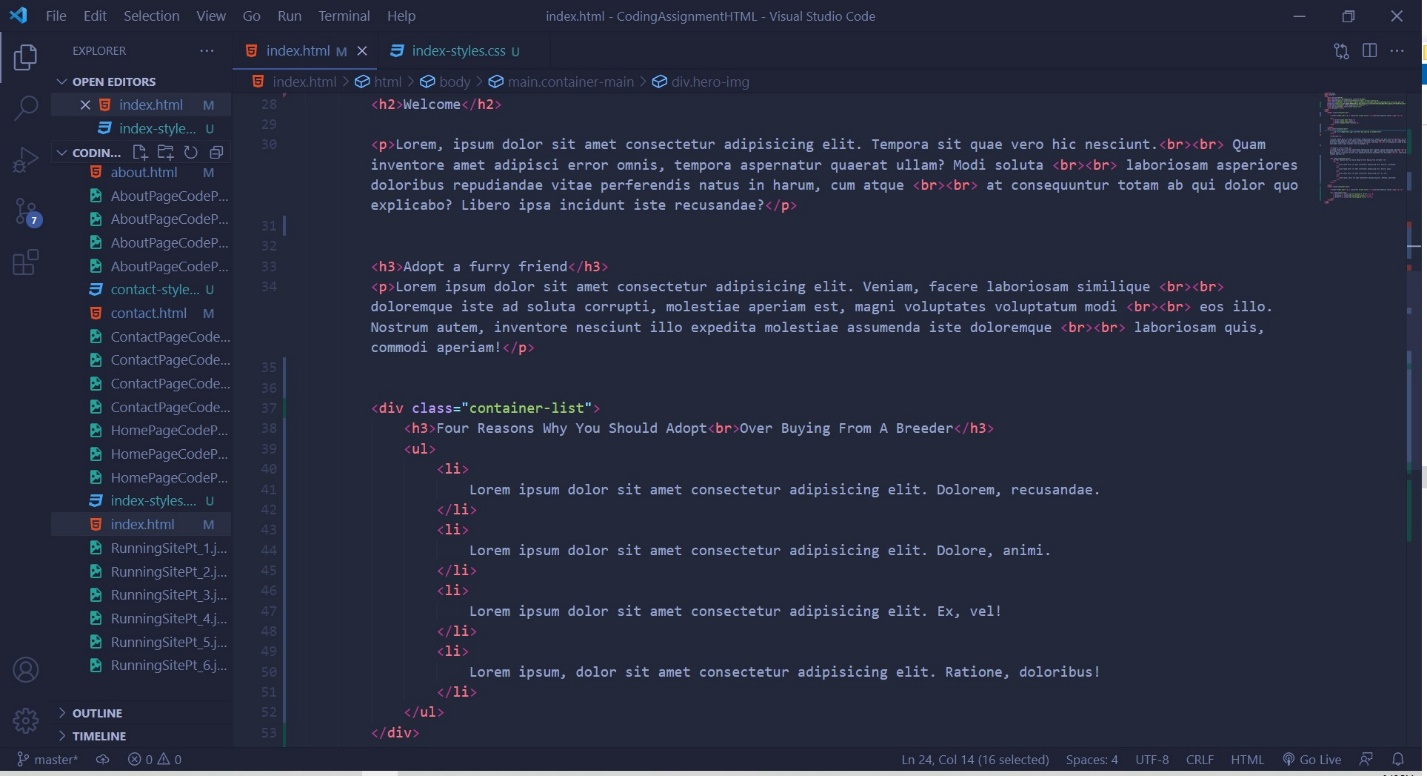 File Edit Selection View Go Run Terminal Help index.html - CodingAssignmentHTML - Visual Studio Code
EXPLORER ...
OPEN EDITORS
index.html M
index-style... U
CODIN...
about.html M
AboutPageCodeP...
AboutPageCodeP...
AboutPageCodeP...
AboutPageCodeP...
contact-style... U
contact.html M
ContactPageCode...
ContactPageCode...
ContactPageCode...
ContactPageCode...
HomePageCodeP...
HomePageCodeP...
HomePageCodeP...
index-styles.... U
index.html M
RunningSitePt_1.j...
RunningSitePt_2.j...
RunningSitePt_3.j...
RunningSitePt_4.j...
RunningSitePt_5.j...
RunningSitePt_6.j...
OUTLINE
TIMELINE
7
index.html M index-styles.css U
index.html > html > body > main.container-main > div.hero-img
28 <h2>Welcome</h2>
29
30 <p>Lorem, ipsum dolor sit amet consectetur adipisicing elit. Tempora sit quae vero hic nesciunt.<br><br> Quam
inventore amet adipisci error omnis, tempora aspernatur quaerat ullam? Modi soluta <br><br> laboriosam asperiores
doloribus repudiandae vitae perferendis natus in harum, cum atque <br><br> at consequuntur totam ab qui dolor quo
explicabo? Libero ipsa incidunt iste recusandae?</p>
31
32
33 <h3>Adopt a furry friend</h3>
34 <p>Lorem ipsum dolor sit amet consectetur adipisicing elit. Veniam, facere laboriosam similique <br><br>
doloremque iste ad soluta corrupti, molestiae aperiam est, magni voluptates voluptatum modi <br><br> eos illo.
Nostrum autem, inventore nesciunt illo expedita molestiae assumenda iste doloremque <br><br> laboriosam quis,
commodi aperiam!</p>
35
36
37 <div class="container-list">
38 <h3>Four Reasons Why You Should Adopt<br>Over Buying From A Breeder</h3>
39 <ul>
40 <li>
41 Lorem ipsum dolor sit amet consectetur adipisicing elit. Dolorem, recusandae.
42 </li>
43 <li>
44 Lorem ipsum dolor sit amet consectetur adipisicing elit. Dolore, animi.
45 </li>
46 <li>
47 Lorem ipsum dolor sit amet consectetur adipisicing elit. Ex, vel!
48 </li>
49 <li>
50 Lorem ipsum, dolor sit amet consectetur adipisicing elit. Ratione, doloribus!
51 </li>
52 </ul>
53 </div>
master* 0 0 Ln 24, Col 14 (16 selected) Spaces: 4 UTF-8 CRLF HTML Go Live